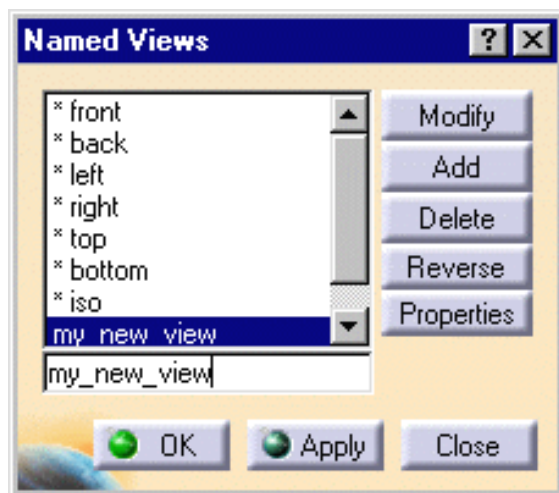 Named Views
* front
* back
* left
* right
* top
* bottom
* iso
my_new_view
my_new_view
Modify
Add
Delete
Reverse
Properties
OK
Apply
Close